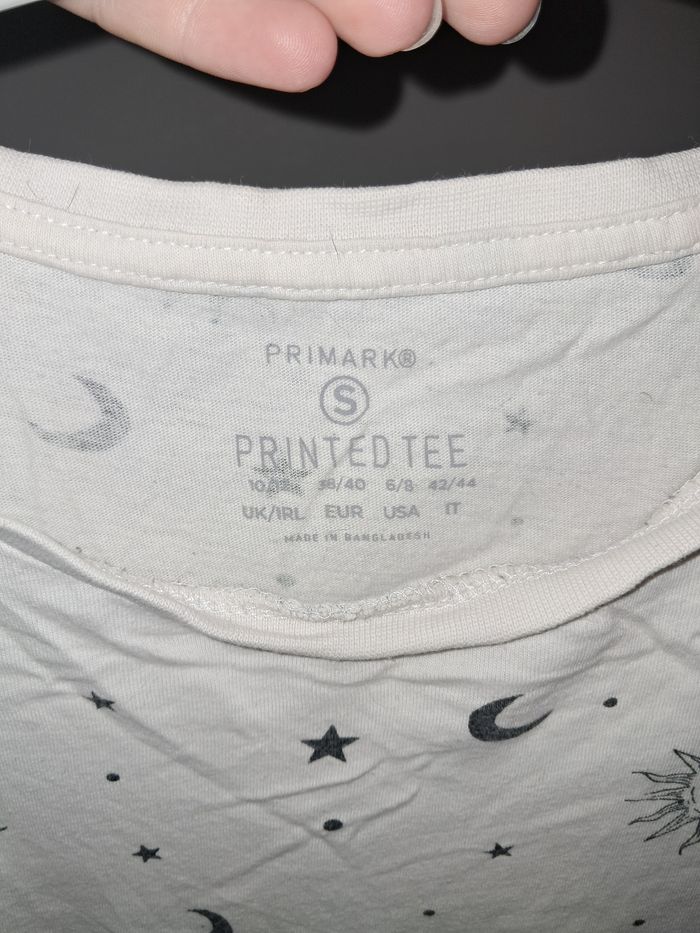 PRIMARK®
S
PRINTED TEE
38/40 6/8 42/44
UK/IRL EUR USA IT
MADE IN BANGLADESH